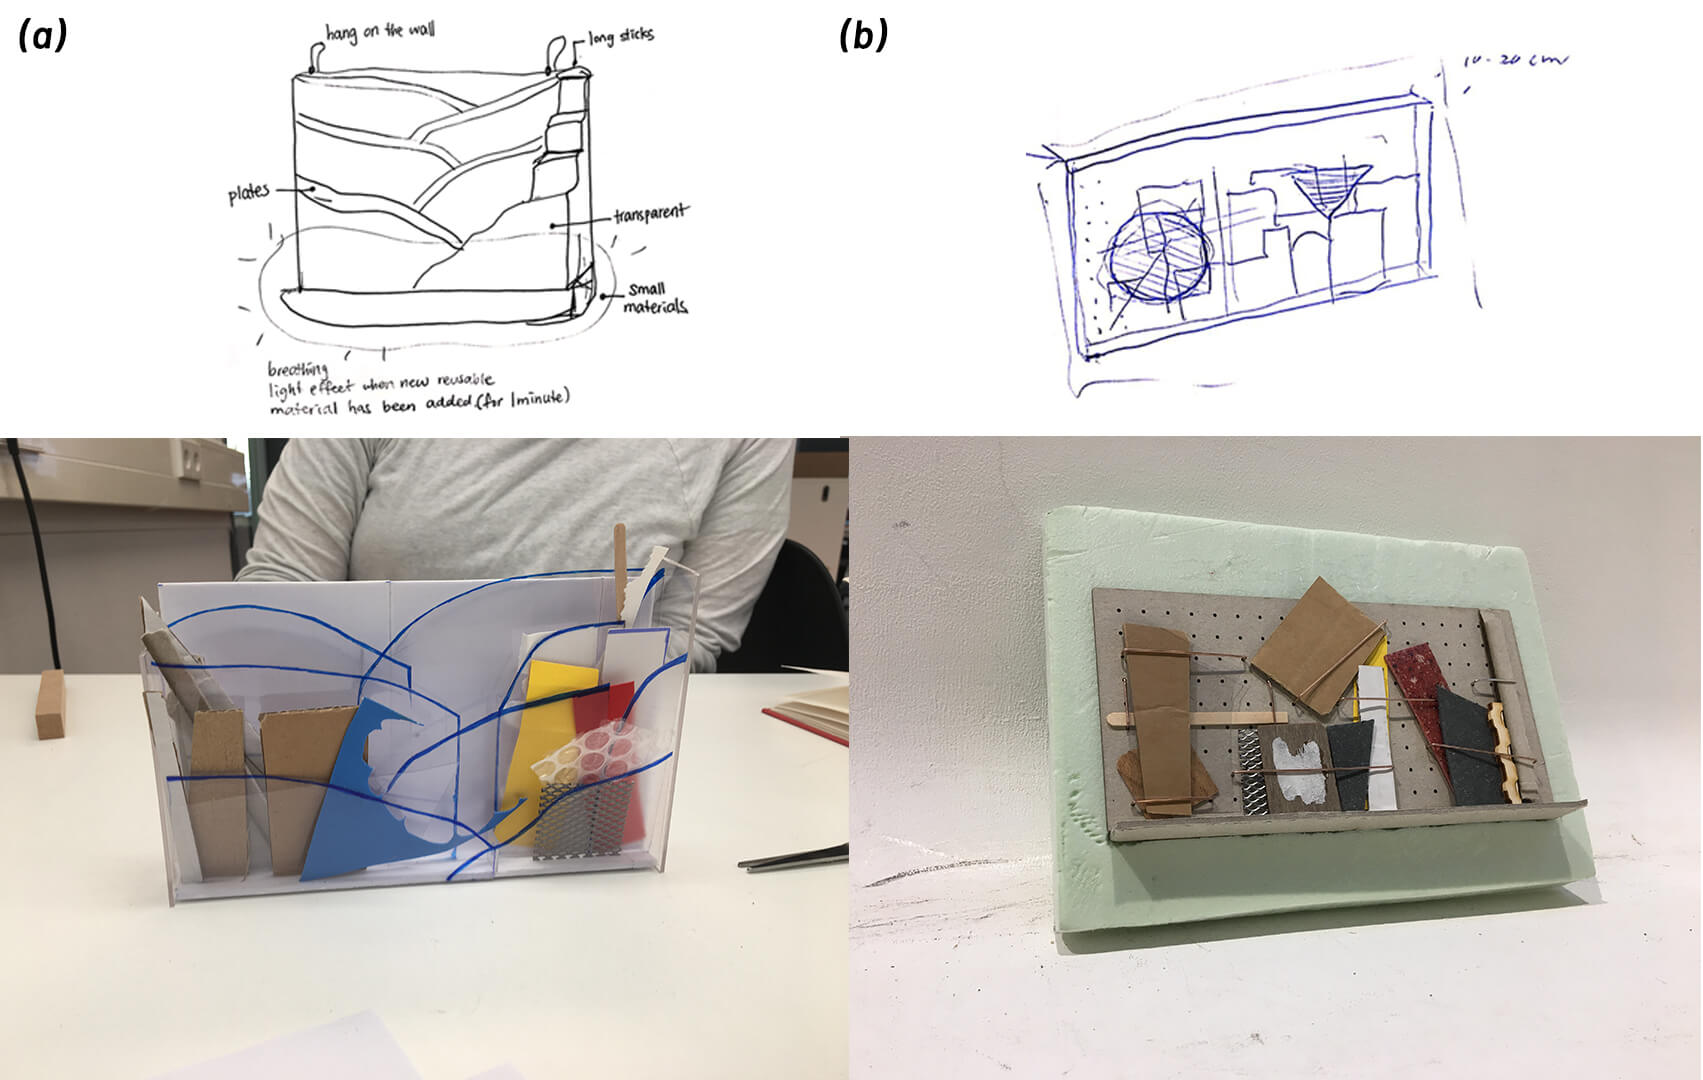 (a)
hang on the wall
long sticks
plates
transparent
small
materials
breathing
light effect when new reusable
material has been added (for 1minute)
(b)
10-20 cm